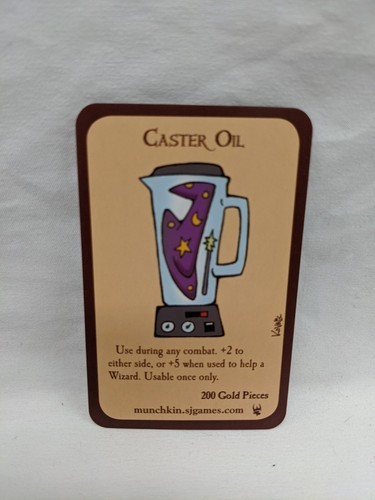 CASTER OIL
Use during any combat. +2 to
either side, or +5 when used to help a
Wizard. Usable once only.
200 Gold Pieces
munchkin.sjgames.com